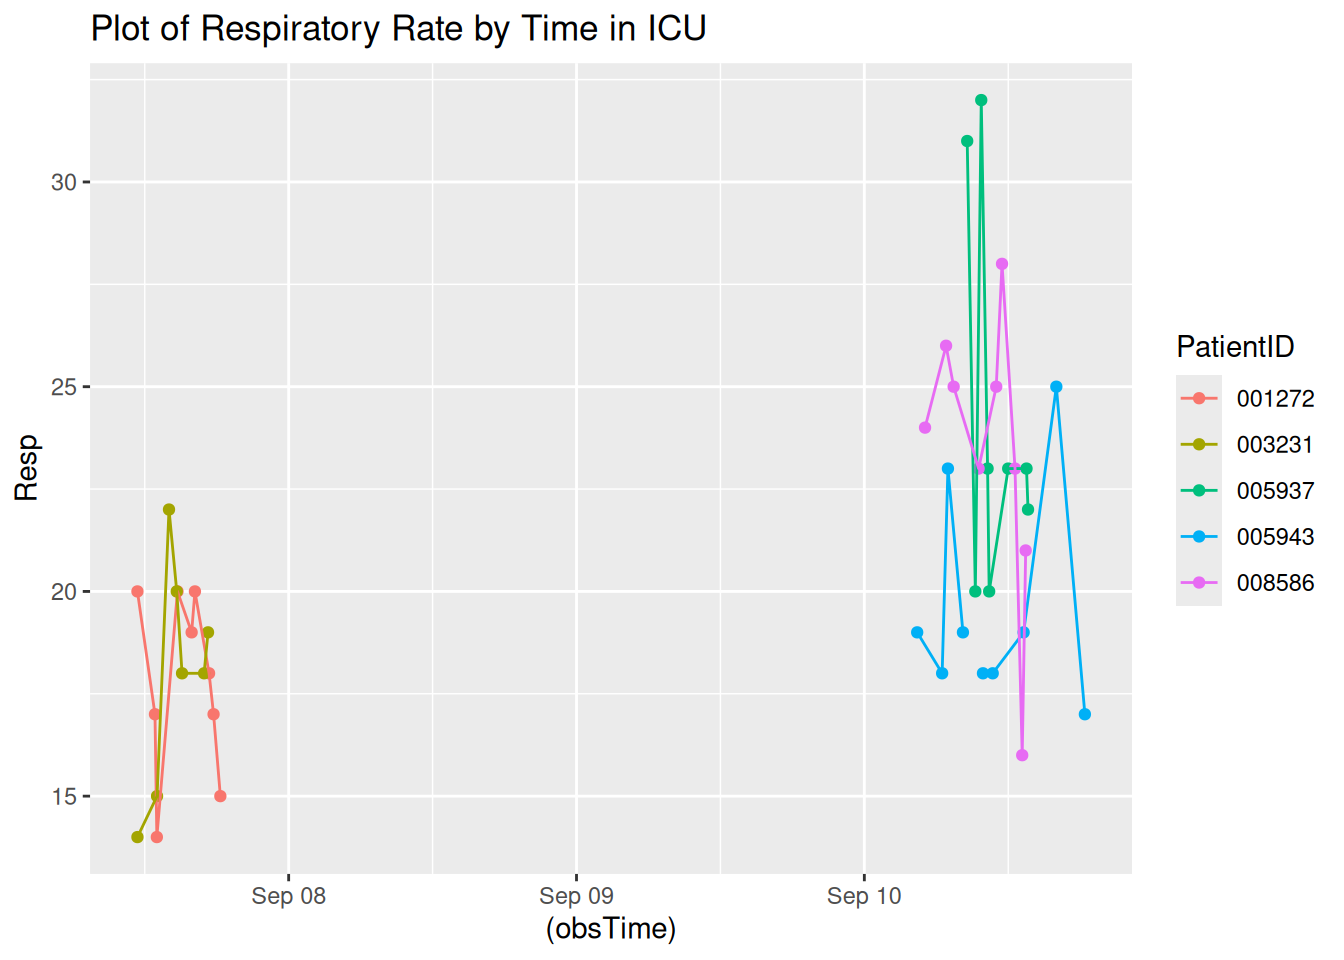 Plot of Respiratory Rate by Time in ICU
30
25
20
15
Resp
Sep 08
Sep 09
Sep 10
(obsTime)
PatientID
001272
003231
005937
005943
008586